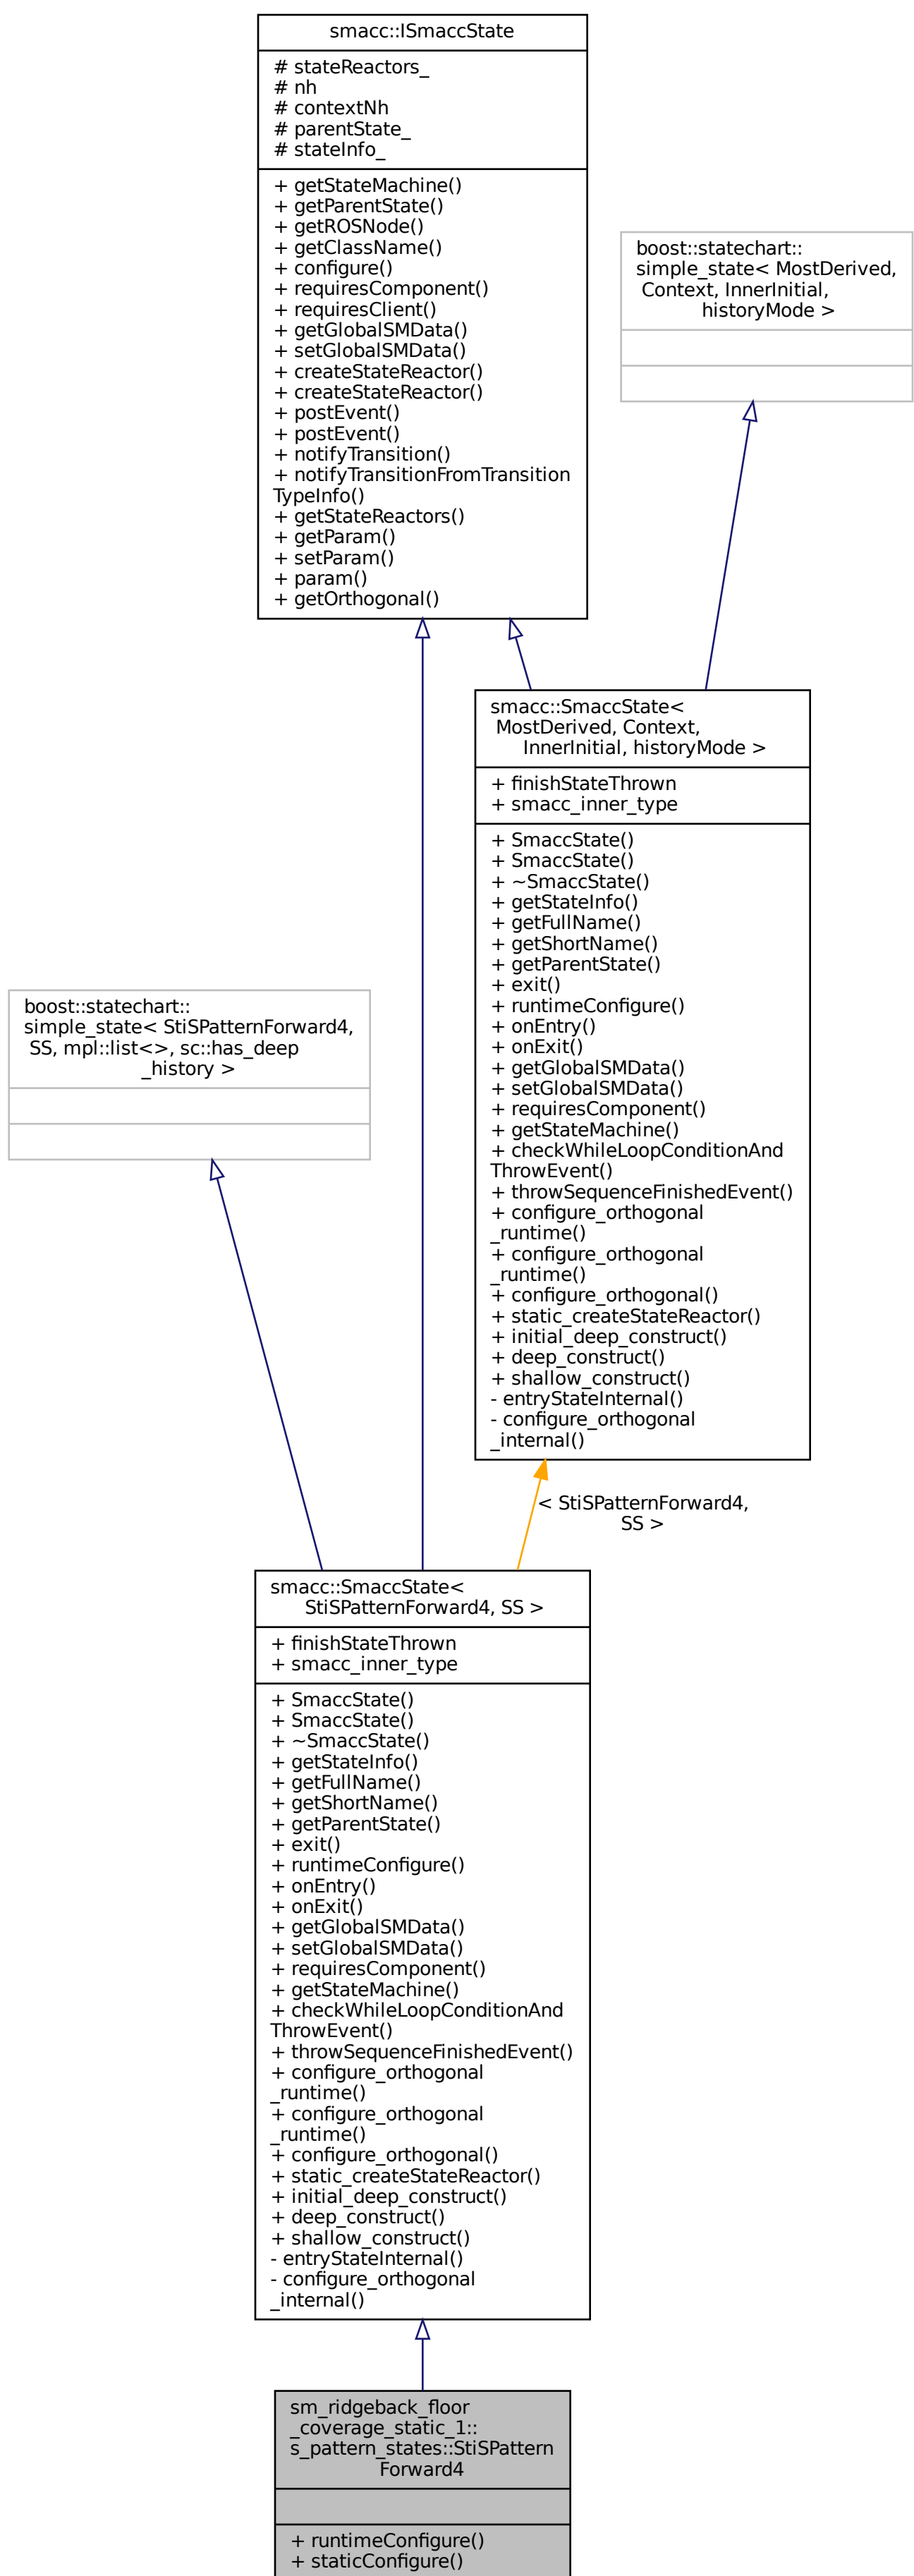 smacc::ISmaccState
# stateReactors_
# nh
# contextNh
# parentState_
# stateInfo_
+ getStateMachine()
+ getParentState()
+ getROSNode()
+ getClassName()
+ configure()
+ requiresComponent()
+ requiresClient()
+ getGlobalSMData()
+ setGlobalSMData()
+ createStateReactor()
+ createStateReactor()
+ postEvent()
+ postEvent()
+ notifyTransition()
+ notifyTransitionFromTransition
TypeInfo()
+ getStateReactors()
+ getParam()
+ setParam()
+ param()
+ getOrthogonal()
boost::statechart::
simple_state< MostDerived,
Context, InnerInitial,
historyMode >
smacc::SmaccState<
MostDerived, Context,
InnerInitial, historyMode >
+ finishStateThrown
+ smacc_inner_type
+ SmaccState()
+ SmaccState()
+ ~SmaccState()
+ getStateInfo()
+ getFullName()
+ getShortName()
+ getParentState()
+ exit()
+ runtimeConfigure()
+ onEntry()
+ onExit()
+ getGlobalSMData()
+ setGlobalSMData()
+ requiresComponent()
+ getStateMachine()
+ checkWhileLoopConditionAnd
ThrowEvent()
+ throwSequenceFinishedEvent()
+ configure_orthogonal
_runtime()
+ configure_orthogonal
_runtime()
+ configure_orthogonal()
+ static_createStateReactor()
+ initial_deep_construct()
+ deep_construct()
+ shallow_construct()
- entryStateInternal()
- configure_orthogonal
_internal()
boost::statechart::
simple_state< StiSPatternForward4,
SS, mpl::list<>, sc::has_deep
_history >
< StiSPatternForward4,
SS >
smacc::SmaccState<
StiSPatternForward4, SS >
+ finishStateThrown
+ smacc_inner_type
+ SmaccState()
+ SmaccState()
+ ~SmaccState()
+ getStateInfo()
+ getFullName()
+ getShortName()
+ getParentState()
+ exit()
+ runtimeConfigure()
+ onEntry()
+ onExit()
+ getGlobalSMData()
+ setGlobalSMData()
+ requiresComponent()
+ getStateMachine()
+ checkWhileLoopConditionAnd
ThrowEvent()
+ throwSequenceFinishedEvent()
+ configure_orthogonal
_runtime()
+ configure_orthogonal
_runtime()
+ configure_orthogonal()
+ static_createStateReactor()
+ initial_deep_construct()
+ deep_construct()
+ shallow_construct()
- entryStateInternal()
- configure_orthogonal
_internal()
sm_ridgeback_floor
_coverage_static_1::
s_pattern_states::StiSPattern
Forward4
+ runtimeConfigure()
+ staticConfigure()